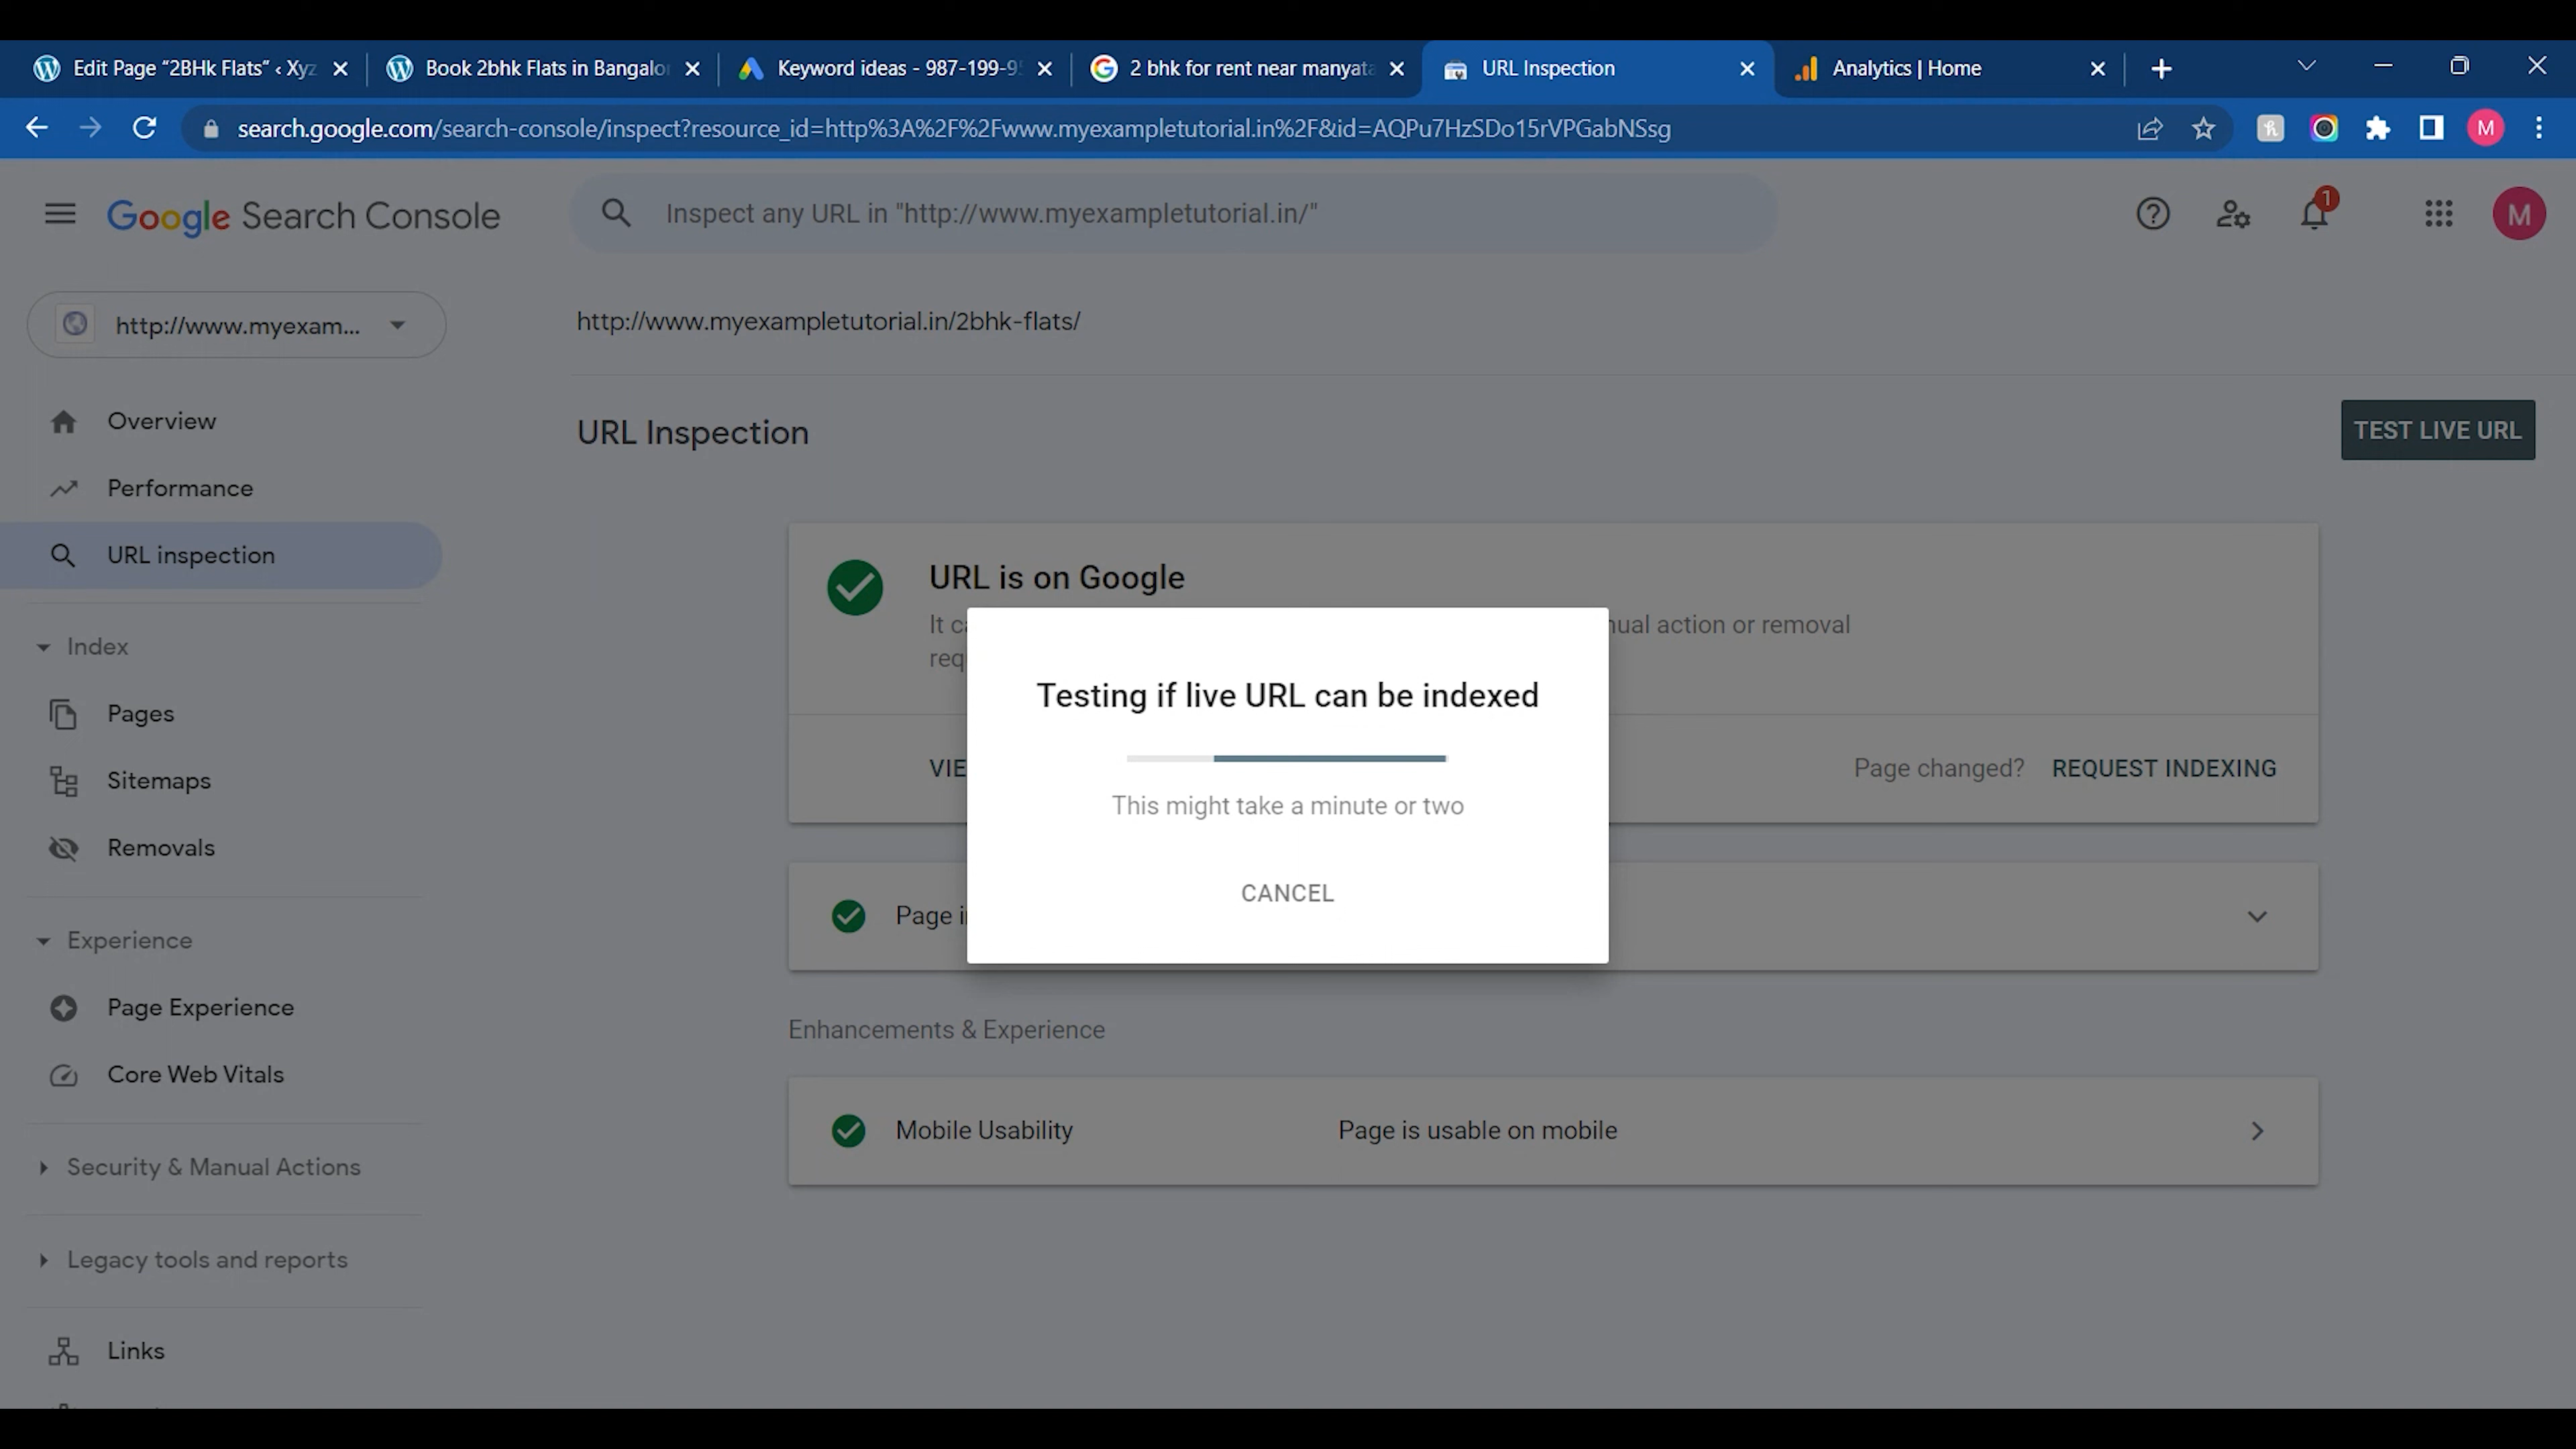 Edit Page “2BHk Flats” ‹ Xyz
Book 2bhk Flats in Bangalo
Keyword ideas - 987-199-9
2 bhk for rent near manyata
URL Inspection
Analytics | Home
search.google.com/search-console/inspect?resource_id=http%3A%2F%2Fwww.myexampletutorial.in%2F&id=AQPu7HzSDo15rVPGabNSsg
M
Google Search Console
Inspect any URL in "http://www.myexampletutorial.in/"
1
M
http://www.myexam...
http://www.myexampletutorial.in/2bhk-flats/
Overview
Performance
URL inspection
Index
Pages
Sitemaps
Removals
Experience
Page Experience
Core Web Vitals
Security & Manual Actions
Legacy tools and reports
Links
URL Inspection
TEST LIVE URL
URL is on Google
It ca
nual action or removal
req
VIE
Page changed? REQUEST INDEXING
Testing if live URL can be indexed
This might take a minute or two
CANCEL
Page i
Enhancements & Experience
Mobile Usability
Page is usable on mobile